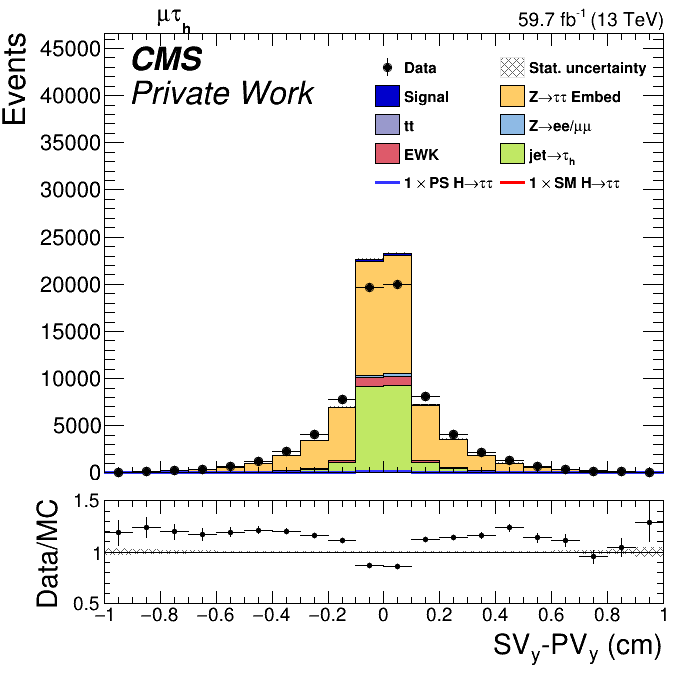 μτh 59.7 fb⁻¹ (13 TeV)
CMS
Private Work
Events
45000
40000
35000
30000
25000
20000
15000
10000
5000
0
Data Stat. uncertainty
Signal Z→ττ Embed
tt Z→ee/μμ
EWK jet→τh
1 × PS H→ττ 1 × SM H→ττ
Data/MC
1.5
1
0.5
−1 −0.8 −0.6 −0.4 −0.2 0 0.2 0.4 0.6 0.8 1
SVy-PVy (cm)